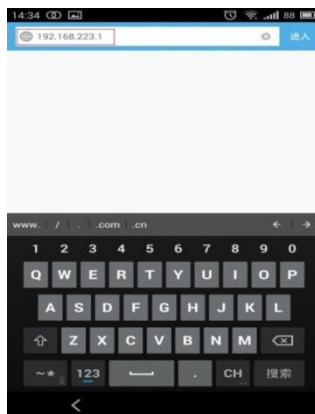 14:34 88
192.168.223.1 进入
www. / . .com .cn
1 2 3 4 5 6 7 8 9 0
Q W E R T Y U I O P
A S D F G H J K L
Z X C V B N M
~* 123 . CH 搜索